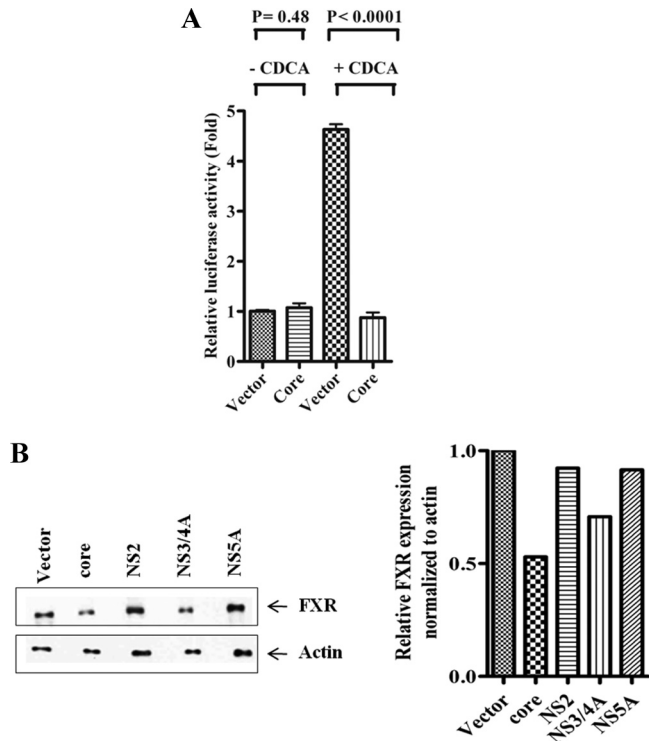 A
P= 0.48 P< 0.0001
- CDCA + CDCA
Relative luciferase activity (Fold)
5
4
3
2
1
0
Vector Core Vector Core
B
Vector core NS2 NS3/4A NS5A
FXR
Actin
Relative FXR expression
normalized to actin
1.0
0.5
0.0
Vector core NS2 NS3/4A NS5A